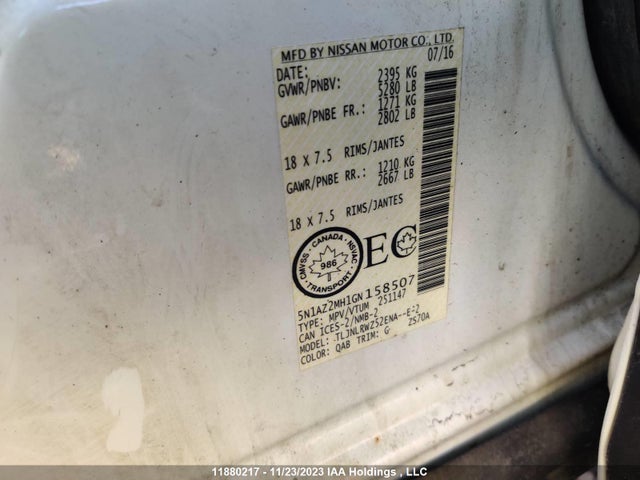 MFD BY NISSAN MOTOR CO., LTD.
DATE: 07/16
GVWR/PNBV: 2395 KG
5280 LB
GAWR/PNBE FR.: 1271 KG
2802 LB
18 X 7.5 RIMS/JANTES
GAWR/PNBE RR.: 1210 KG
2667 LB
18 X 7.5 RIMS/JANTES
CMVSS - CANADA - NSVAC
986
TRANSPORT
EC
5N1AZ2MH1GN158507
TYPE: MPV/VTUM 251147
CAN ICES-2/NMB-2
MODEL: TLJNLRWZ52ENA--E-2
COLOR: QAB TRIM: G ZS70A
11880217 - 11/23/2023 IAA Holdings , LLC